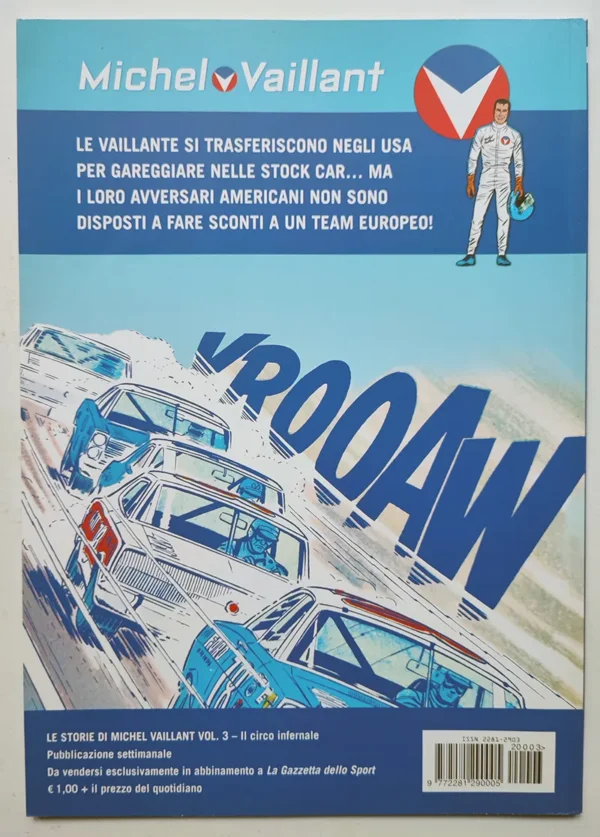 Michel Vaillant
LE VAILLANTE SI TRASFERISCONO NEGLI USA
PER GAREGGIARE NELLE STOCK CAR... MA
I LORO AVVERSARI AMERICANI NON SONO
DISPOSTI A FARE SCONTI A UN TEAM EUROPEO!
VROOAW
LE STORIE DI MICHEL VAILLANT VOL. 3 – Il circo infernale
Pubblicazione settimanale
Da vendersi esclusivamente in abbinamento a La Gazzetta dello Sport
€ 1,00 + il prezzo del quotidiano
ISSN 2281-2903
20003>
9 772281 290005